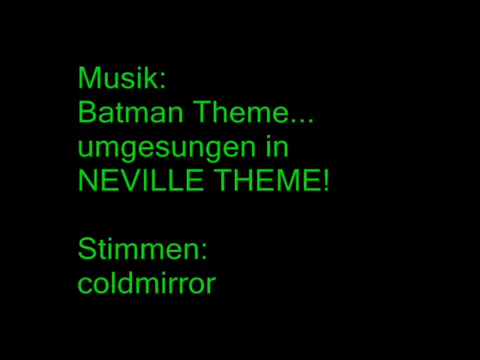 Musik:
Batman Theme...
umgesungen in
NEVILLE THEME!
Stimmen:
coldmirror